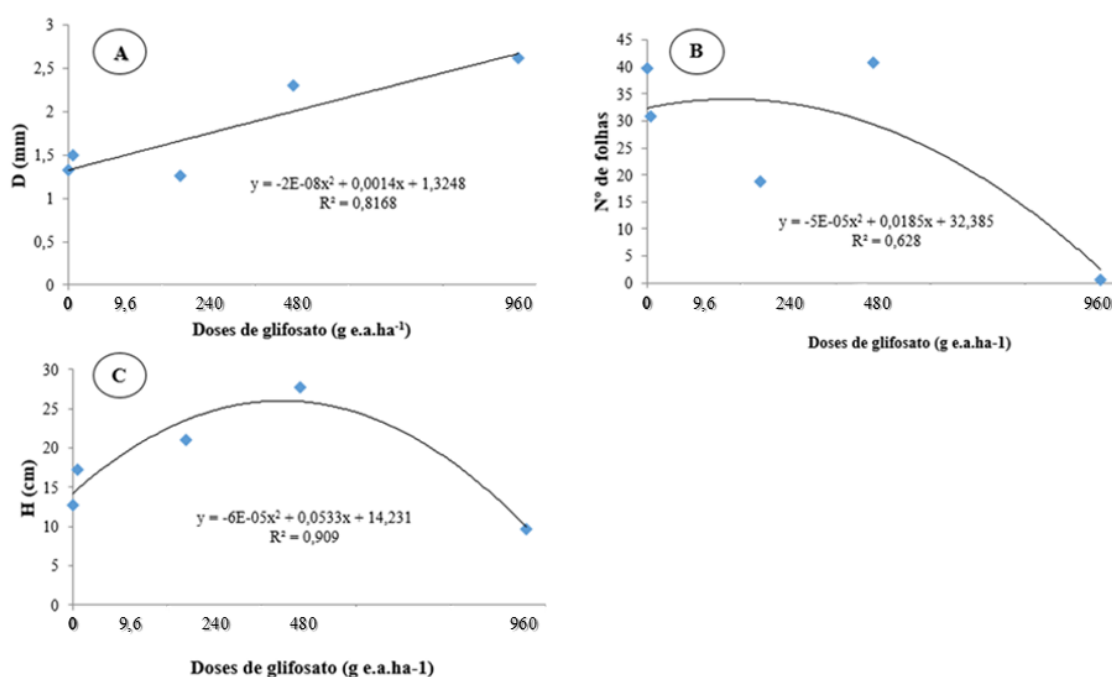 A
D (mm)
3
2,5
2
1,5
1
0,5
0
y = -2E-08x² + 0,0014x + 1,3248
R² = 0,8168
0 9,6 240 480 960
Doses de glifosato (g e.a.ha⁻¹)
B
Nº de folhas
45
40
35
30
25
20
15
10
5
0
y = -5E-05x² + 0,0185x + 32,385
R² = 0,628
0 9,6 240 480 960
Doses de glifosato (g e.a.ha-1)
C
H (cm)
30
25
20
15
10
5
0
y = -6E-05x² + 0,0533x + 14,231
R² = 0,909
0 9,6 240 480 960
Doses de glifosato (g e.a.ha-1)